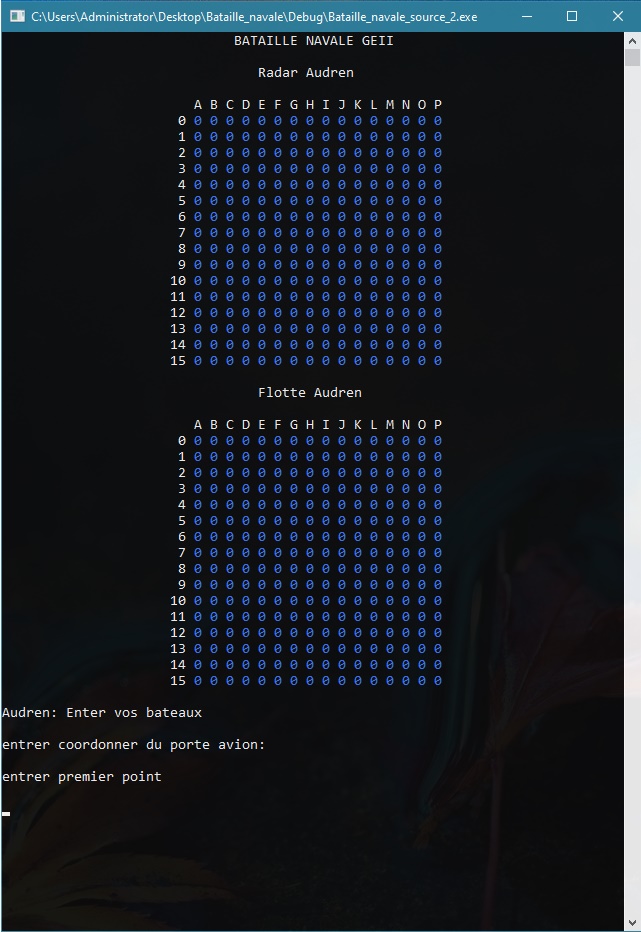 C:\Users\Administrator\Desktop\Bataille_navale\Debug\Bataille_navale_source_2.exe
BATAILLE NAVALE GEII
Radar Audren
A B C D E F G H I J K L M N O P
0 0 0 0 0 0 0 0 0 0 0 0 0 0 0 0 0
1 0 0 0 0 0 0 0 0 0 0 0 0 0 0 0 0
2 0 0 0 0 0 0 0 0 0 0 0 0 0 0 0 0
3 0 0 0 0 0 0 0 0 0 0 0 0 0 0 0 0
4 0 0 0 0 0 0 0 0 0 0 0 0 0 0 0 0
5 0 0 0 0 0 0 0 0 0 0 0 0 0 0 0 0
6 0 0 0 0 0 0 0 0 0 0 0 0 0 0 0 0
7 0 0 0 0 0 0 0 0 0 0 0 0 0 0 0 0
8 0 0 0 0 0 0 0 0 0 0 0 0 0 0 0 0
9 0 0 0 0 0 0 0 0 0 0 0 0 0 0 0 0
10 0 0 0 0 0 0 0 0 0 0 0 0 0 0 0 0
11 0 0 0 0 0 0 0 0 0 0 0 0 0 0 0 0
12 0 0 0 0 0 0 0 0 0 0 0 0 0 0 0 0
13 0 0 0 0 0 0 0 0 0 0 0 0 0 0 0 0
14 0 0 0 0 0 0 0 0 0 0 0 0 0 0 0 0
15 0 0 0 0 0 0 0 0 0 0 0 0 0 0 0 0
Flotte Audren
A B C D E F G H I J K L M N O P
0 0 0 0 0 0 0 0 0 0 0 0 0 0 0 0 0
1 0 0 0 0 0 0 0 0 0 0 0 0 0 0 0 0
2 0 0 0 0 0 0 0 0 0 0 0 0 0 0 0 0
3 0 0 0 0 0 0 0 0 0 0 0 0 0 0 0 0
4 0 0 0 0 0 0 0 0 0 0 0 0 0 0 0 0
5 0 0 0 0 0 0 0 0 0 0 0 0 0 0 0 0
6 0 0 0 0 0 0 0 0 0 0 0 0 0 0 0 0
7 0 0 0 0 0 0 0 0 0 0 0 0 0 0 0 0
8 0 0 0 0 0 0 0 0 0 0 0 0 0 0 0 0
9 0 0 0 0 0 0 0 0 0 0 0 0 0 0 0 0
10 0 0 0 0 0 0 0 0 0 0 0 0 0 0 0 0
11 0 0 0 0 0 0 0 0 0 0 0 0 0 0 0 0
12 0 0 0 0 0 0 0 0 0 0 0 0 0 0 0 0
13 0 0 0 0 0 0 0 0 0 0 0 0 0 0 0 0
14 0 0 0 0 0 0 0 0 0 0 0 0 0 0 0 0
15 0 0 0 0 0 0 0 0 0 0 0 0 0 0 0 0
Audren: Enter vos bateaux
entrer coordonner du porte avion:
entrer premier point